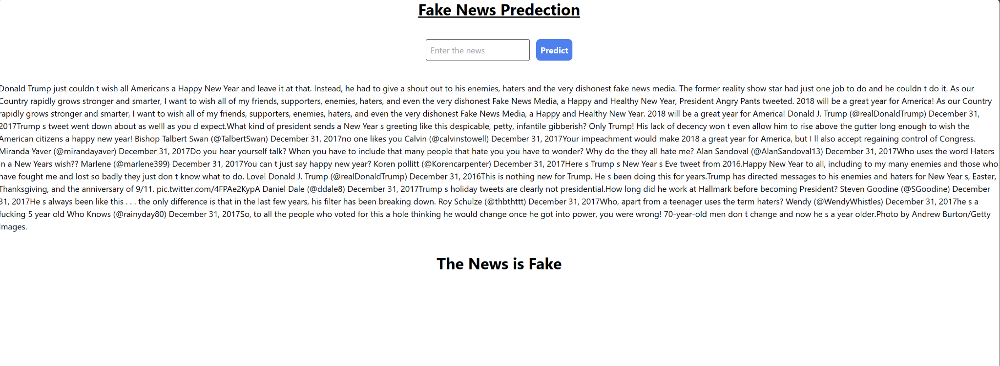 Fake News Predection
Enter the news
Predict
Donald Trump just couldn t wish all Americans a Happy New Year and leave it at that. Instead, he had to give a shout out to his enemies, haters and the very dishonest fake news media. The former reality show star had just one job to do and he couldn t do it. As our
Country rapidly grows stronger and smarter, I want to wish all of my friends, supporters, enemies, haters, and even the very dishonest Fake News Media, a Happy and Healthy New Year, President Angry Pants tweeted. 2018 will be a great year for America! As our Country
rapidly grows stronger and smarter, I want to wish all of my friends, supporters, enemies, haters, and even the very dishonest Fake News Media, a Happy and Healthy New Year. 2018 will be a great year for America! Donald J. Trump (@realDonaldTrump) December 31,
2017Trump s tweet went down about as welll as you d expect.What kind of president sends a New Year s greeting like this despicable, petty, infantile gibberish? Only Trump! His lack of decency won t even allow him to rise above the gutter long enough to wish the
American citizens a happy new year! Bishop Talbert Swan (@TalbertSwan) December 31, 2017no one likes you Calvin (@calvinstowell) December 31, 2017Your impeachment would make 2018 a great year for America, but I ll also accept regaining control of Congress.
Miranda Yaver (@mirandayaver) December 31, 2017Do you hear yourself talk? When you have to include that many people that hate you you have to wonder? Why do the they all hate me? Alan Sandoval (@AlanSandoval13) December 31, 2017Who uses the word Haters
in a New Years wish?? Marlene (@marlene399) December 31, 2017You can t just say happy new year? Koren pollitt (@Korencarpenter) December 31, 2017Here s Trump s New Year s Eve tweet from 2016.Happy New Year to all, including to my many enemies and those who
have fought me and lost so badly they just don t know what to do. Love! Donald J. Trump (@realDonaldTrump) December 31, 2016This is nothing new for Trump. He s been doing this for years.Trump has directed messages to his enemies and haters for New Year s, Easter,
Thanksgiving, and the anniversary of 9/11. pic.twitter.com/4FPAe2KypA Daniel Dale (@ddale8) December 31, 2017Trump s holiday tweets are clearly not presidential.How long did he work at Hallmark before becoming President? Steven Goodine (@SGoodine) December
31, 2017He s always been like this . . . the only difference is that in the last few years, his filter has been breaking down. Roy Schulze (@thbthttt) December 31, 2017Who, apart from a teenager uses the term haters? Wendy (@WendyWhistles) December 31, 2017he s a
fucking 5 year old Who Knows (@rainyday80) December 31, 2017So, to all the people who voted for this a hole thinking he would change once he got into power, you were wrong! 70-year-old men don t change and now he s a year older.Photo by Andrew Burton/Getty
Images.
The News is Fake